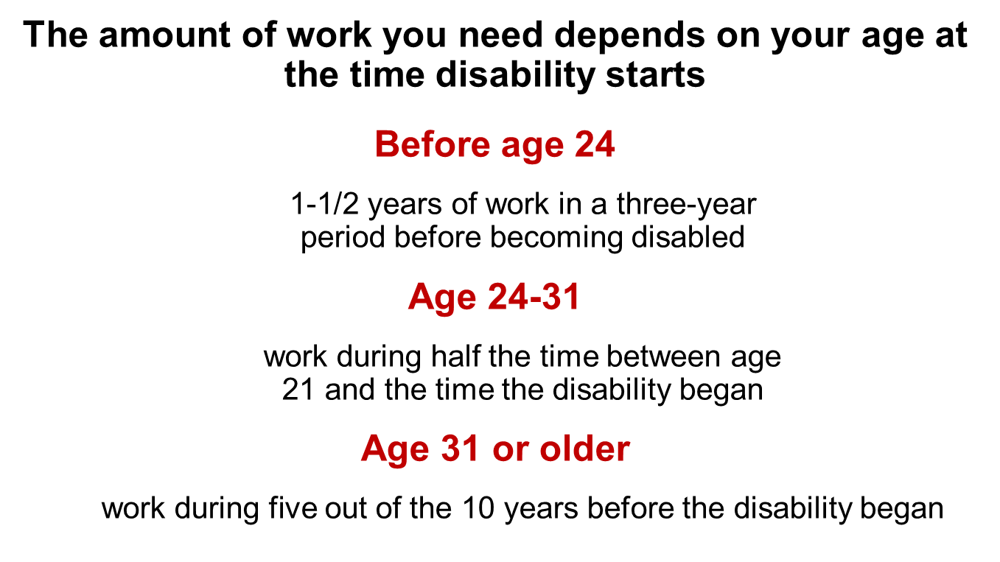 The amount of work you need depends on your age at
the time disability starts
Before age 24
1-1/2 years of work in a three-year
period before becoming disabled
Age 24-31
work during half the time between age
21 and the time the disability began
Age 31 or older
work during five out of the 10 years before the disability began